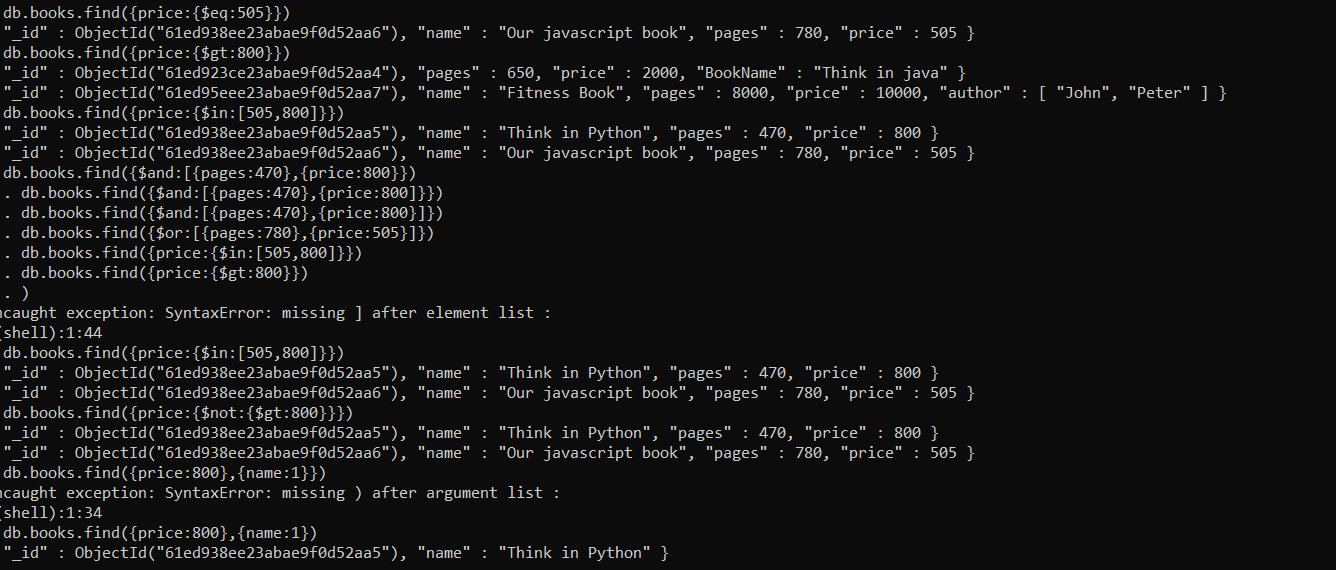 db.books.find({price:{$eq:505}})
"_id" : ObjectId("61ed938ee23abae9f0d52aa6"), "name" : "Our javascript book", "pages" : 780, "price" : 505 }
db.books.find({price:{$gt:800}})
"_id" : ObjectId("61ed923ce23abae9f0d52aa4"), "pages" : 650, "price" : 2000, "BookName" : "Think in java" }
"_id" : ObjectId("61ed95eee23abae9f0d52aa7"), "name" : "Fitness Book", "pages" : 8000, "price" : 10000, "author" : [ "John", "Peter" ] }
db.books.find({price:{$in:[505,800]}})
"_id" : ObjectId("61ed938ee23abae9f0d52aa5"), "name" : "Think in Python", "pages" : 470, "price" : 800 }
"_id" : ObjectId("61ed938ee23abae9f0d52aa6"), "name" : "Our javascript book", "pages" : 780, "price" : 505 }
db.books.find({$and:[{pages:470},{price:800}})
. db.books.find({$and:[{pages:470},{price:800]}})
. db.books.find({$and:[{pages:470},{price:800}]})
. db.books.find({$or:[{pages:780},{price:505}]})
. db.books.find({price:{$in:[505,800]}})
. db.books.find({price:{$gt:800}})
. )
ncaught exception: SyntaxError: missing ] after element list :
(shell):1:44
db.books.find({price:{$in:[505,800]}})
"_id" : ObjectId("61ed938ee23abae9f0d52aa5"), "name" : "Think in Python", "pages" : 470, "price" : 800 }
"_id" : ObjectId("61ed938ee23abae9f0d52aa6"), "name" : "Our javascript book", "pages" : 780, "price" : 505 }
db.books.find({price:{$not:{$gt:800}}})
"_id" : ObjectId("61ed938ee23abae9f0d52aa5"), "name" : "Think in Python", "pages" : 470, "price" : 800 }
"_id" : ObjectId("61ed938ee23abae9f0d52aa6"), "name" : "Our javascript book", "pages" : 780, "price" : 505 }
db.books.find({price:800},{name:1}})
ncaught exception: SyntaxError: missing ) after argument list :
(shell):1:34
db.books.find({price:800},{name:1})
"_id" : ObjectId("61ed938ee23abae9f0d52aa5"), "name" : "Think in Python" }